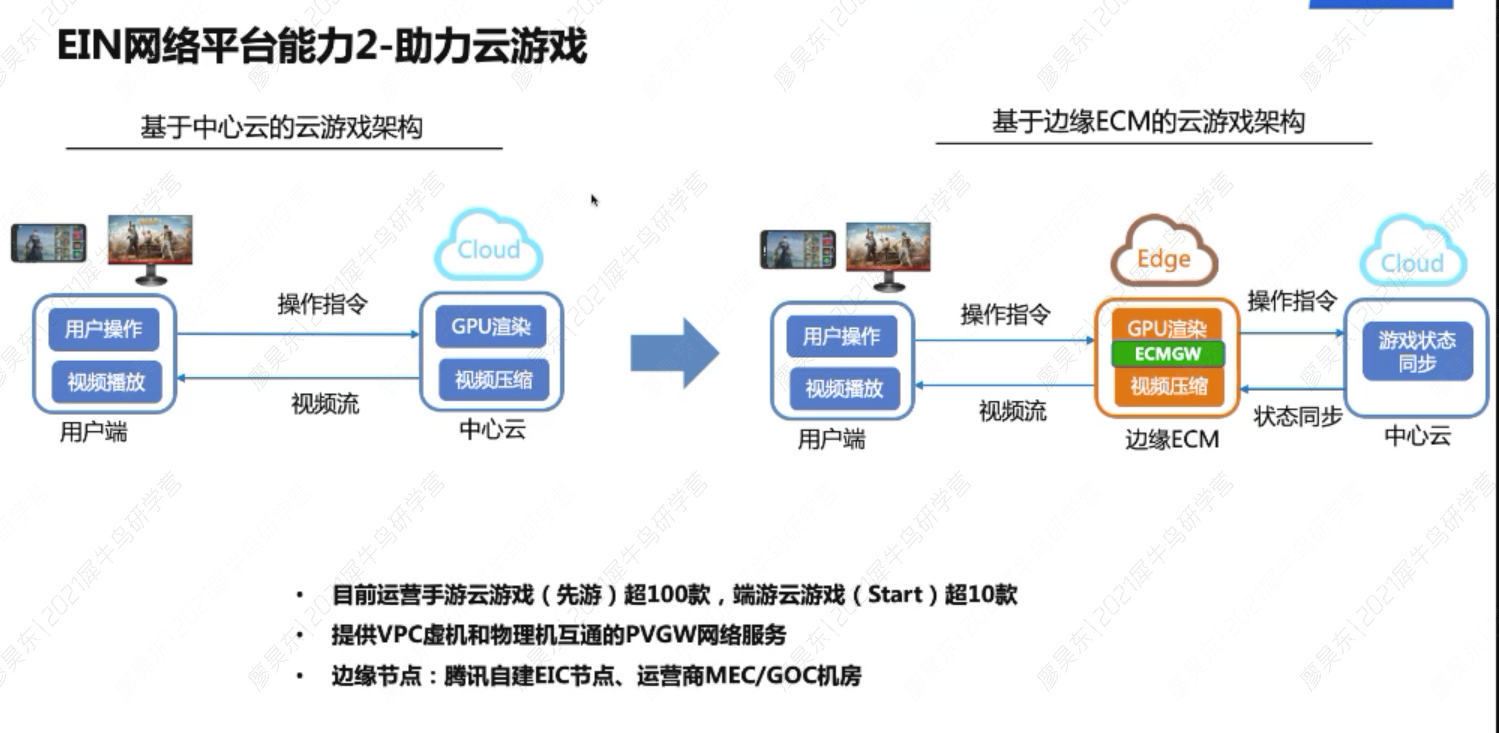 EIN网络平台能力2-助力云游戏
基于中心云的云游戏架构
Cloud
操作指令
用户操作
视频播放
GPU渲染
视频压缩
视频流
用户端
中心云
基于边缘ECM的云游戏架构
Edge
Cloud
操作指令
操作指令
用户操作
视频播放
GPU渲染
ECMGW
视频压缩
游戏状态
同步
视频流
状态同步
用户端
边缘ECM
中心云
• 目前运营手游云游戏（先游）超100款，端游云游戏（Start）超10款
• 提供VPC虚机和物理机互通的PVGW网络服务
• 边缘节点：腾讯自建EIC节点、运营商MEC/GOC机房
廖昊东|2021犀牛鸟研学营